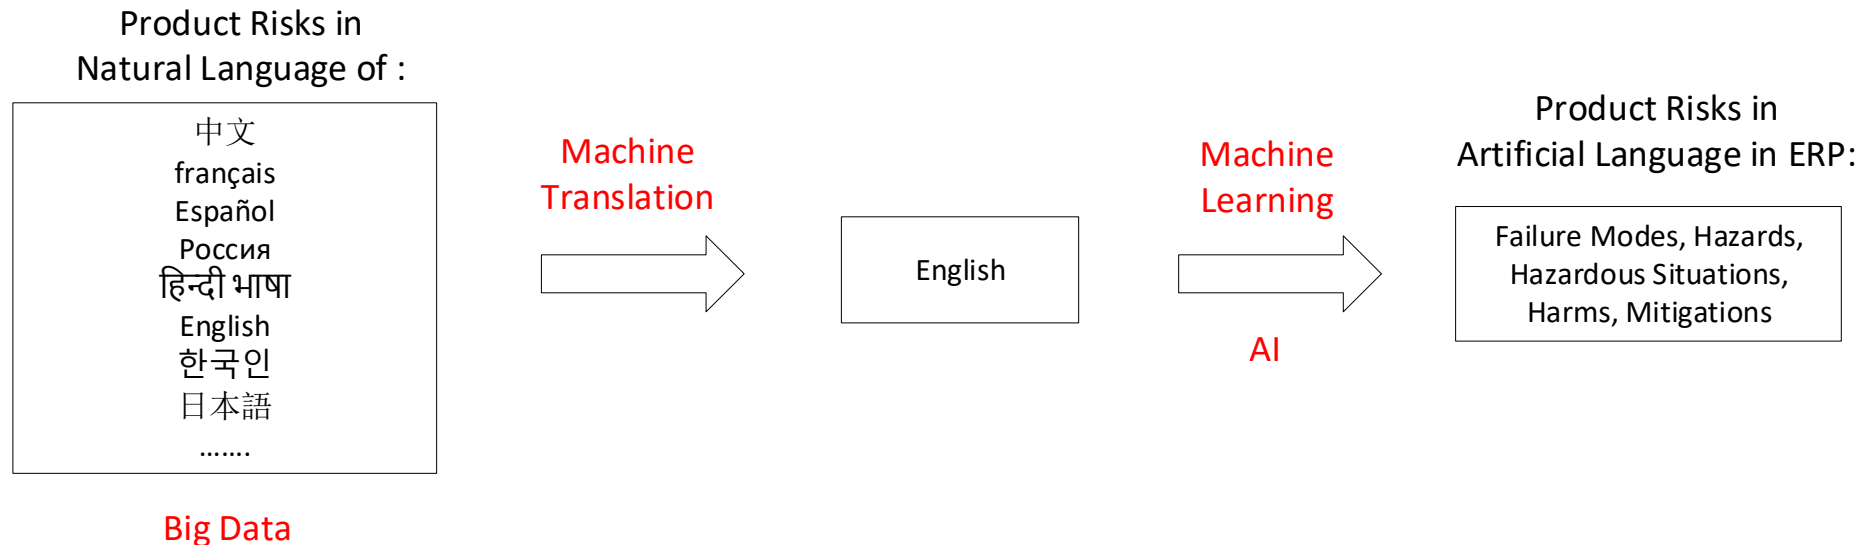 Product Risks in
Natural Language of :
中文
français
Español
Россия
हिन्दी भाषा
English
한국인
日本語
.......
Big Data
Machine
Translation
English
Machine
Learning
AI
Product Risks in
Artificial Language in ERP:
Failure Modes, Hazards,
Hazardous Situations,
Harms, Mitigations